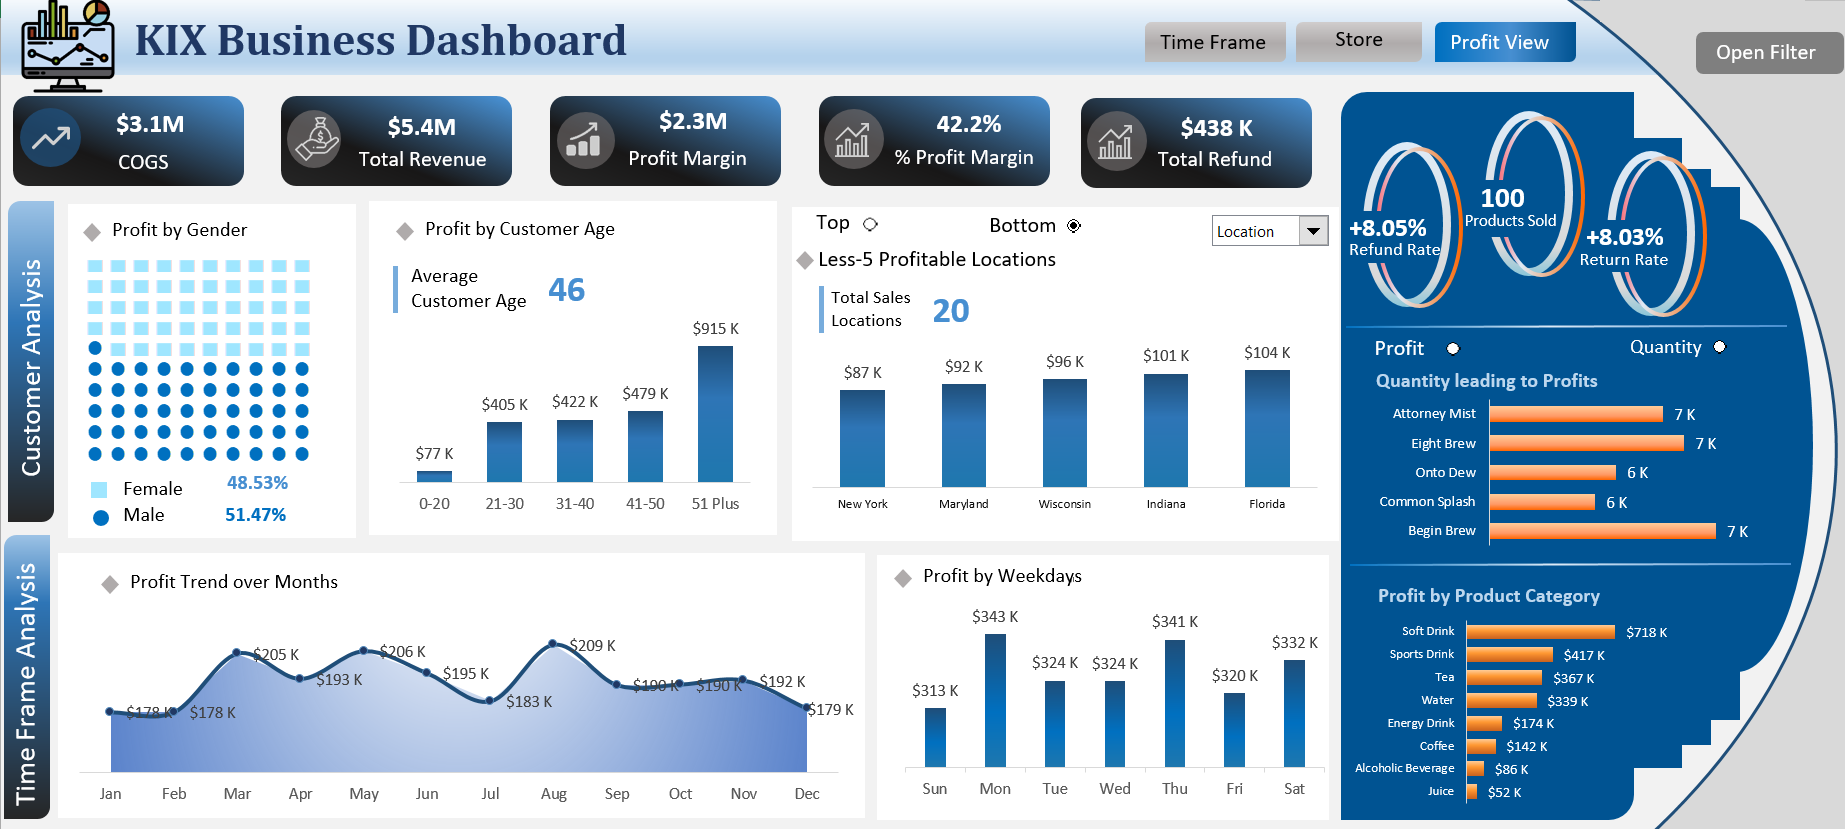 KIX Business Dashboard
Time Frame
Store
Profit View
Open Filter
$3.1M
COGS
$5.4M
Total Revenue
$2.3M
Profit Margin
42.2%
% Profit Margin
$438 K
Total Refund
+8.05%
Refund Rate
100
Products Sold
+8.03%
Return Rate
Customer Analysis
Profit by Gender
Female 48.53%
Male 51.47%
Profit by Customer Age
Average
Customer Age
46
$77 K
$405 K
$422 K
$479 K
$915 K
0-20 21-30 31-40 41-50 51 Plus
Top
Bottom
Location
Less-5 Profitable Locations
Total Sales
Locations
20
$87 K
$92 K
$96 K
$101 K
$104 K
New York Maryland Wisconsin Indiana Florida
Profit
Quantity
Quantity leading to Profits
Attorney Mist 7 K
Eight Brew 7 K
Onto Dew 6 K
Common Splash 6 K
Begin Brew 7 K
Time Frame Analysis
Profit Trend over Months
$178 K
$178 K
$205 K
$193 K
$206 K
$195 K
$183 K
$209 K
$190 K
$190 K
$192 K
$179 K
Jan Feb Mar Apr May Jun Jul Aug Sep Oct Nov Dec
Profit by Weekdays
$313 K
$343 K
$324 K
$324 K
$341 K
$320 K
$332 K
Sun Mon Tue Wed Thu Fri Sat
Profit by Product Category
Soft Drink $718 K
Sports Drink $417 K
Tea $367 K
Water $339 K
Energy Drink $174 K
Coffee $142 K
Alcoholic Beverage $86 K
Juice $52 K